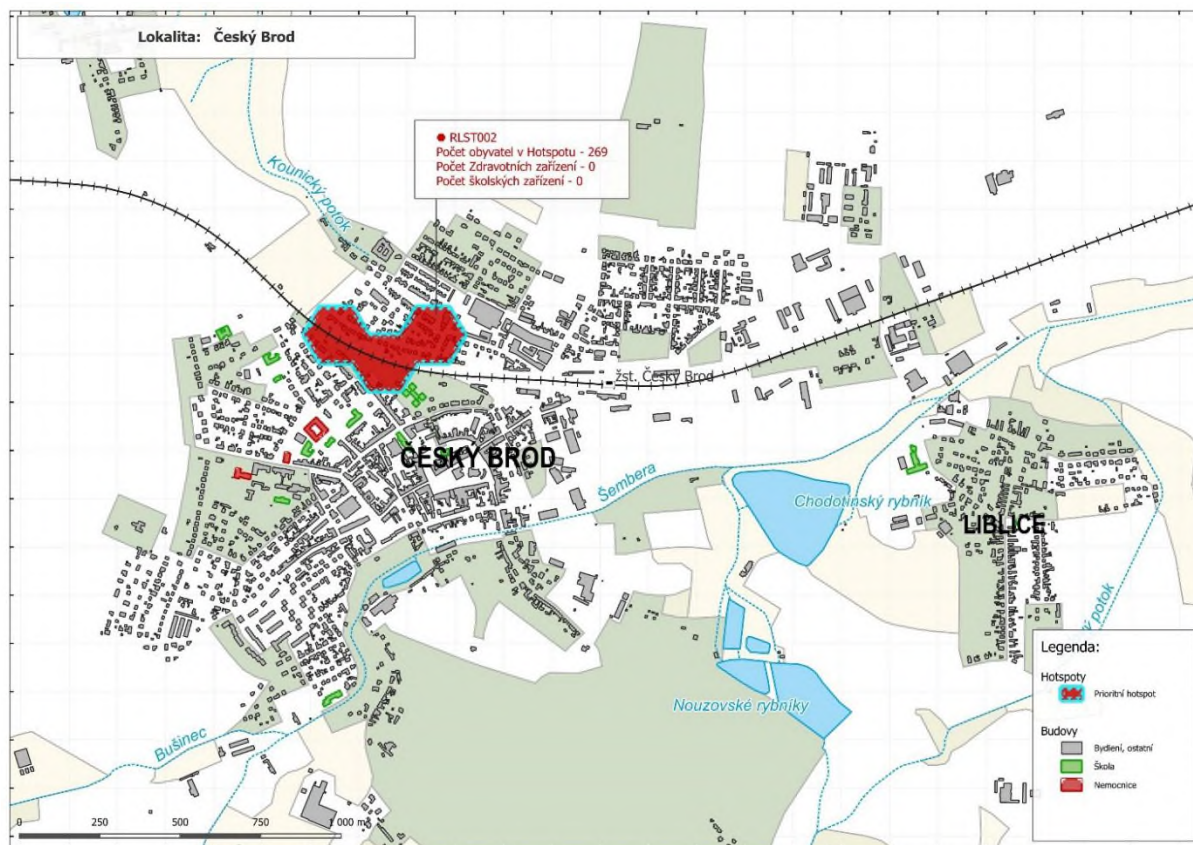 Lokalita: Český Brod
RLST002
Počet obyvatel v Hotspotu - 269
Počet Zdravotních zařízení - 0
Počet školských zařízení - 0
Kounický potok
žst. Český Brod
ČESKÝ BROD
Šembera
Chodotínský rybník
LIBLICE
potok
Nouzovské rybníky
Bušinec
Legenda:
Hotspoty
Prioritní hotspot
Budovy
Bydlení, ostatní
Škola
Nemocnice
0 250 500 750 1 000 m